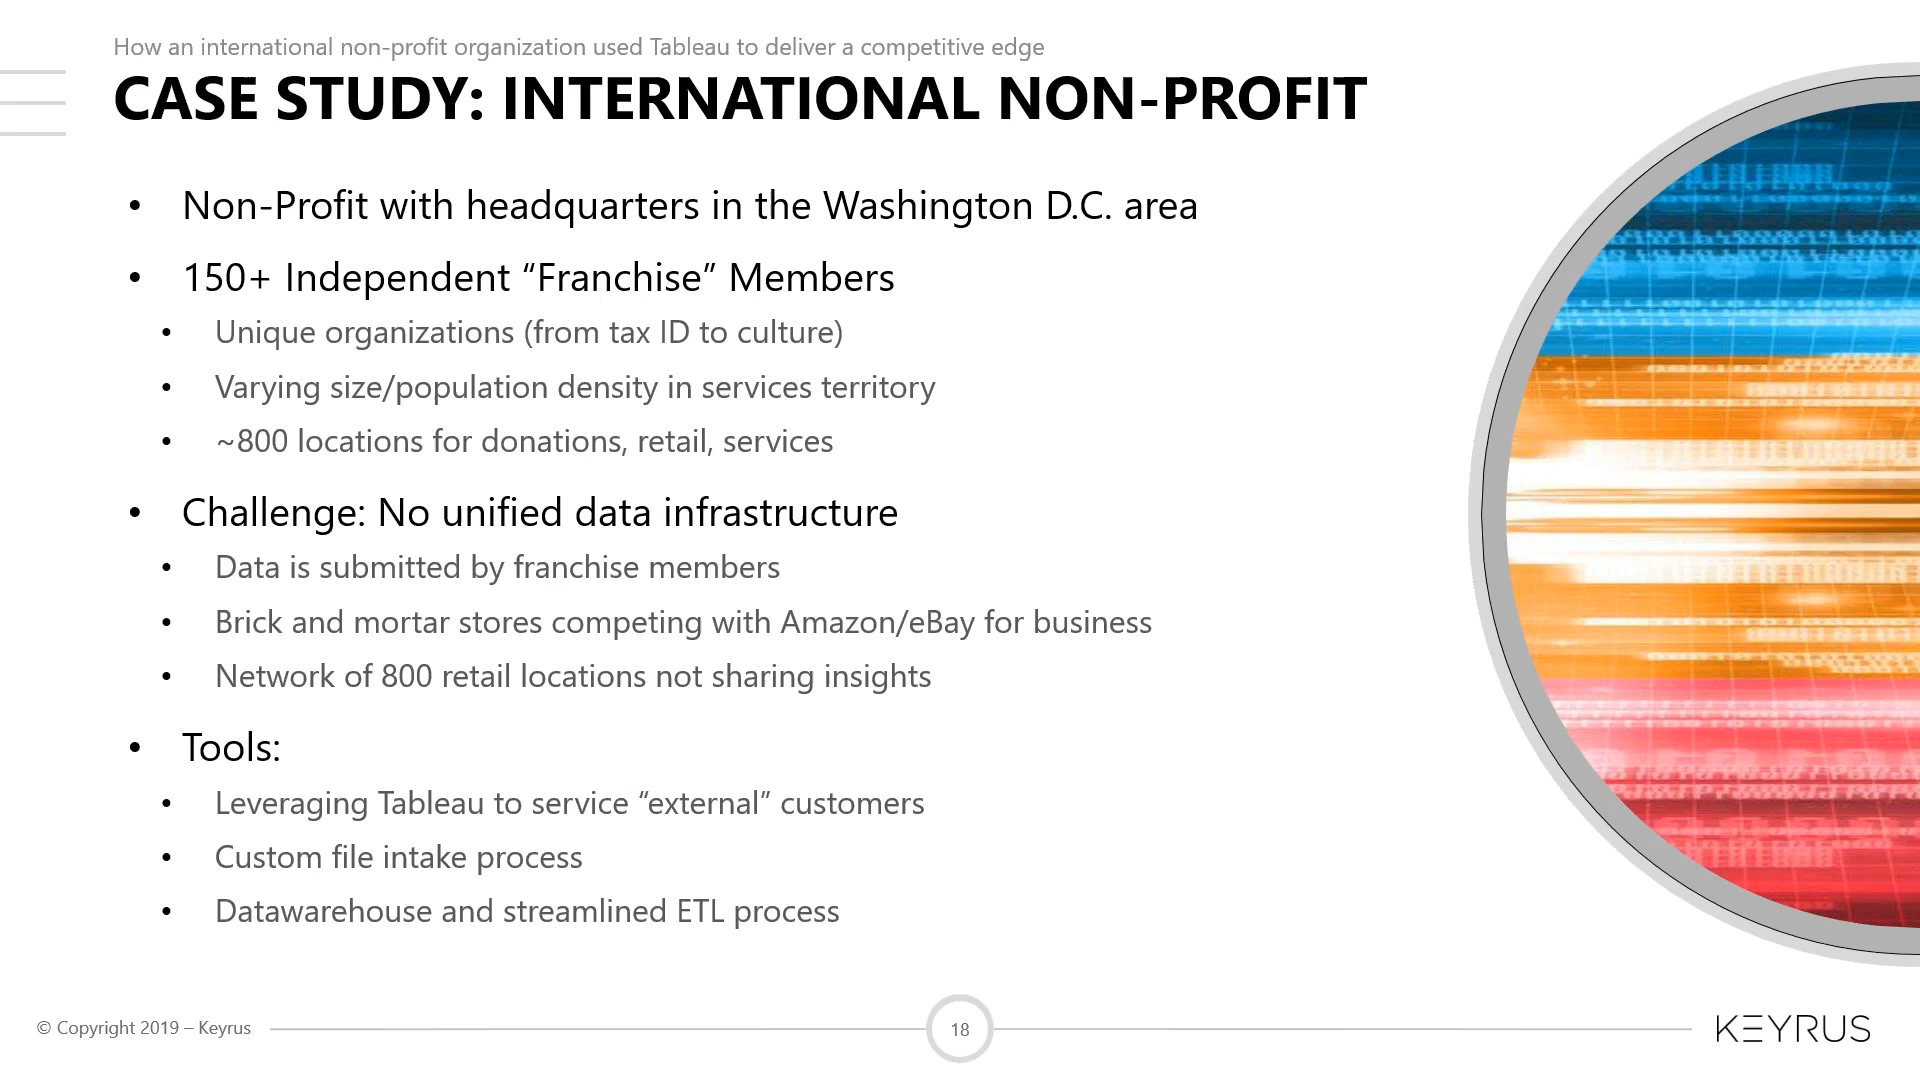 How an international non-profit organization used Tableau to deliver a competitive edge
CASE STUDY: INTERNATIONAL NON-PROFIT
• Non-Profit with headquarters in the Washington D.C. area
• 150+ Independent “Franchise” Members
• Unique organizations (from tax ID to culture)
• Varying size/population density in services territory
• ~800 locations for donations, retail, services
• Challenge: No unified data infrastructure
• Data is submitted by franchise members
• Brick and mortar stores competing with Amazon/eBay for business
• Network of 800 retail locations not sharing insights
• Tools:
• Leveraging Tableau to service “external” customers
• Custom file intake process
• Datawarehouse and streamlined ETL process
© Copyright 2019 – Keyrus
18
KEYRUS